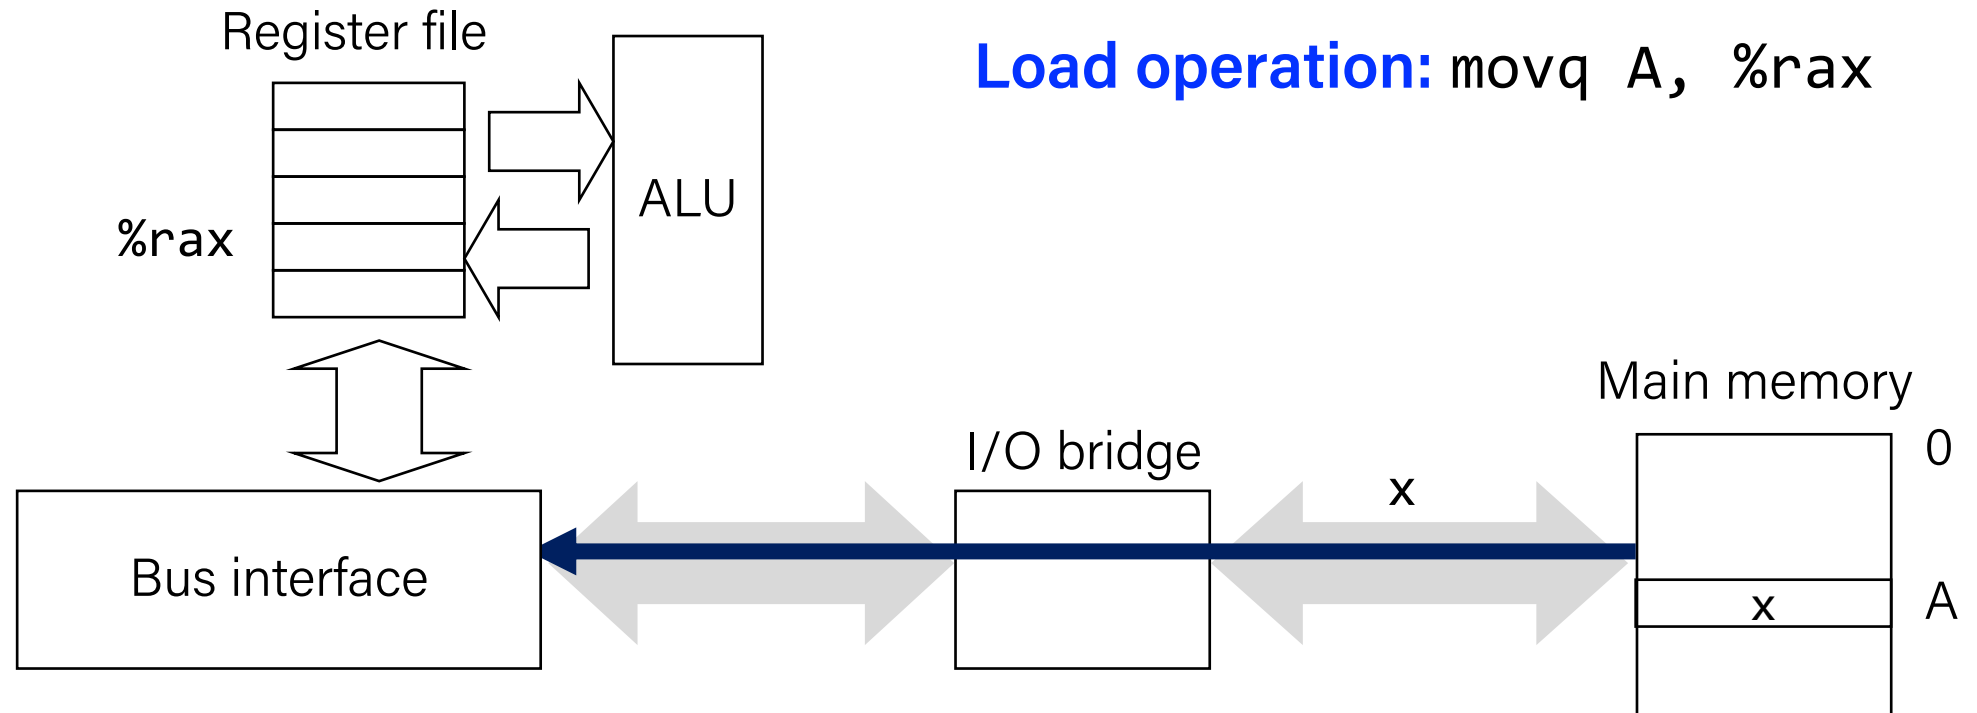 Register file
Load operation: movq A, %rax
ALU
%rax
Main memory
I/O bridge
0
x
Bus interface
x
A